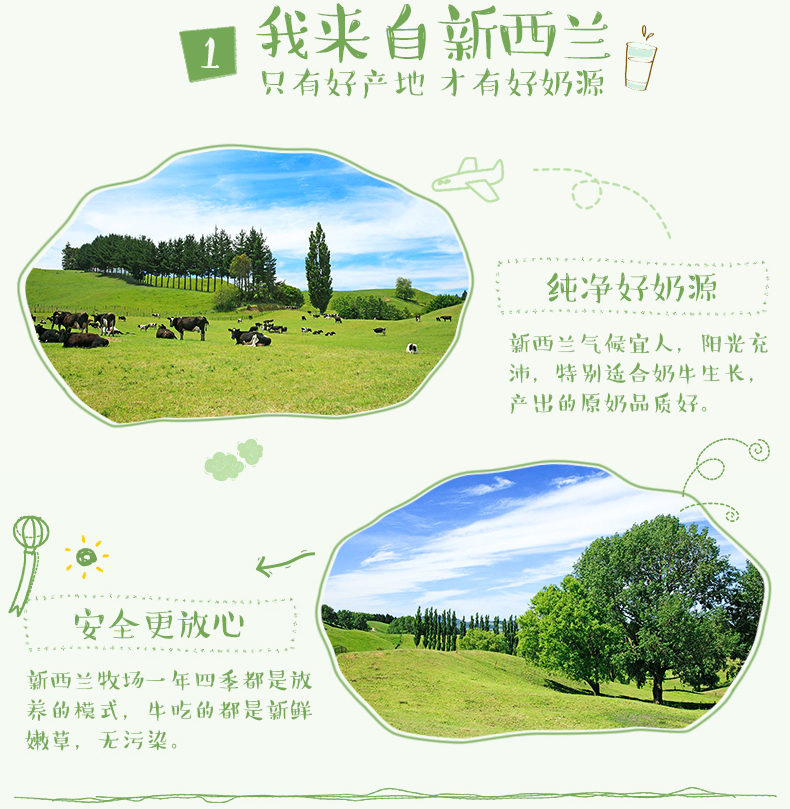 1
我来自新西兰
只有好产地 才有好奶源
纯净好奶源
新西兰气候宜人，阳光充
沛，特别适合奶牛生长，
产出的原奶品质好。
安全更放心
新西兰牧场一年四季都是放
养的模式，牛吃的都是新鲜
嫩草，无污染。